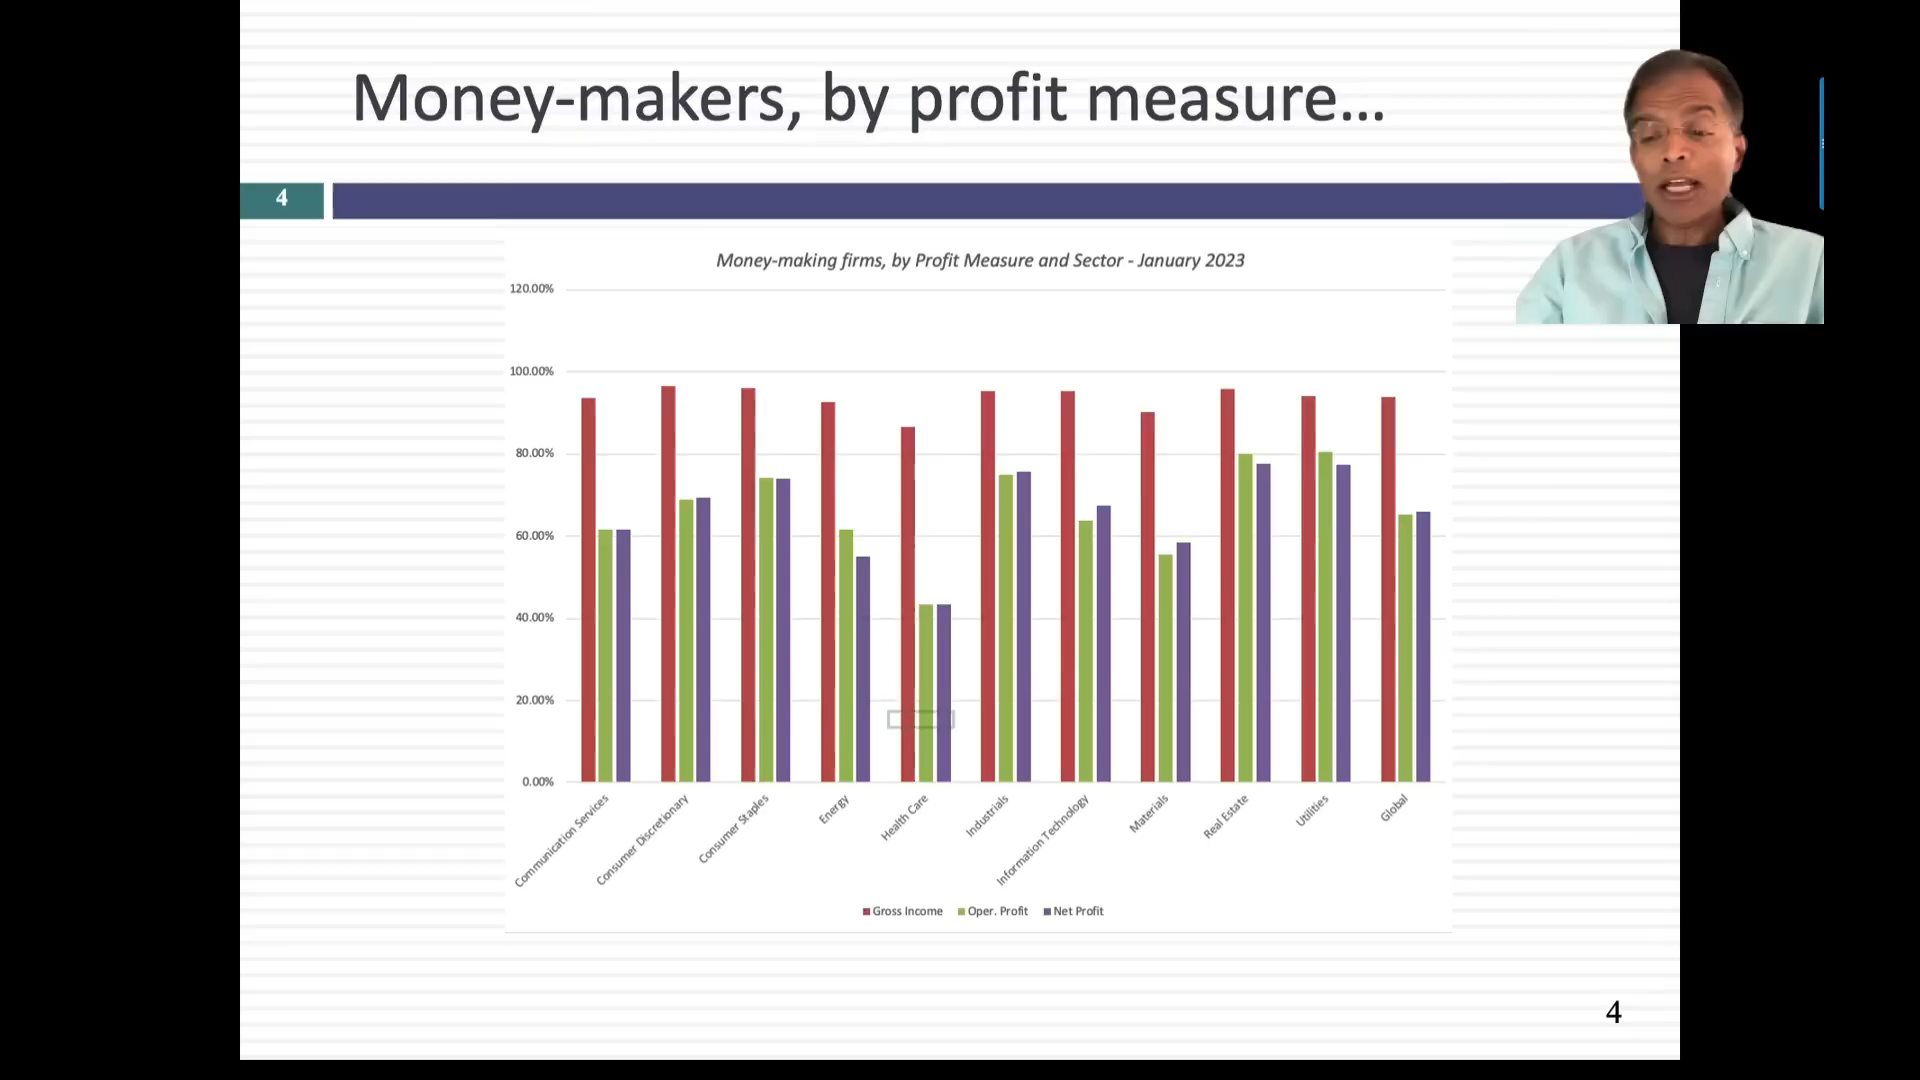 Money-makers, by profit measure...
4
Money-making firms, by Profit Measure and Sector - January 2023
120.00%
100.00%
80.00%
60.00%
40.00%
20.00%
0.00%
Communication Services
Consumer Discretionary
Consumer Staples
Energy
Health Care
Industrials
Information Technology
Materials
Real Estate
Utilities
Global
Gross Income Oper. Profit Net Profit
4